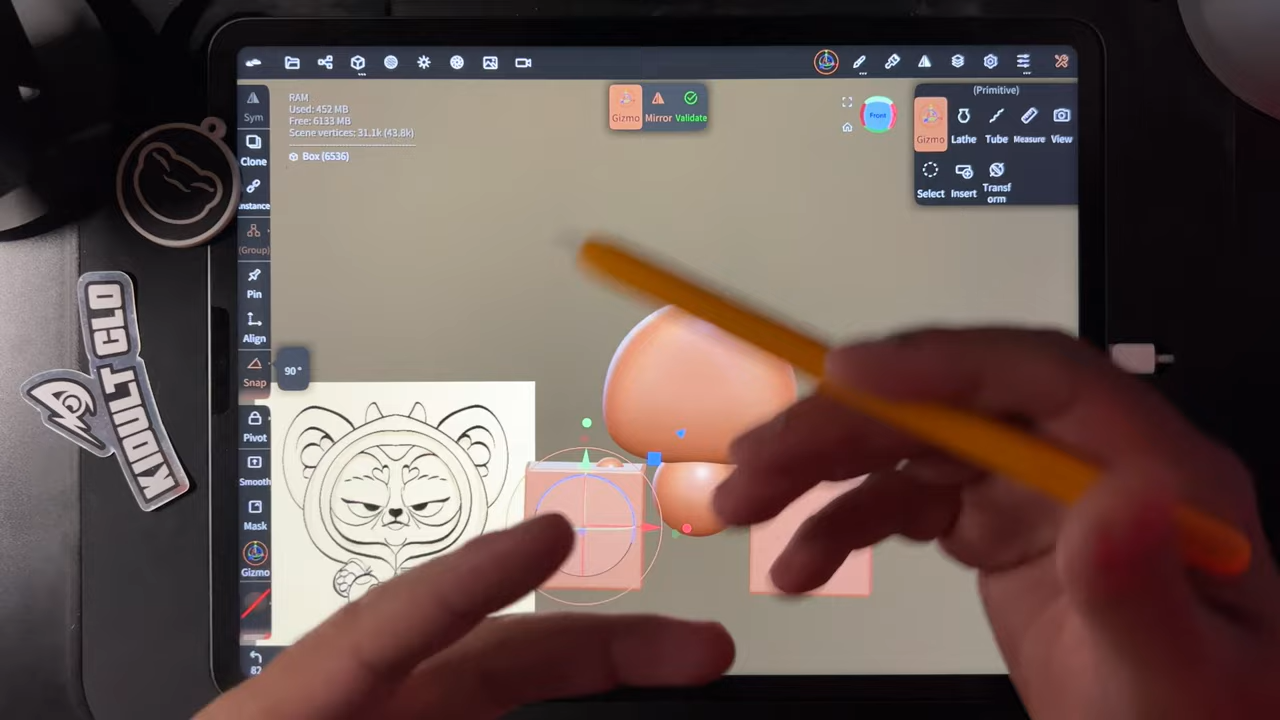 RAM
Used: 452 MB
Free: 6133 MB
Scene vertices: 31.1k (43.8k)
Box (6536)
Gizmo
Mirror
Validate
Front
(Primitive)
Gizmo
Lathe
Tube
Measure
View
Select
Insert
Transf
orm
Sym
Clone
Instance
(Group)
Pin
Align
Snap
90°
Pivot
Smooth
Mask
Gizmo
82
KIDULT CLO